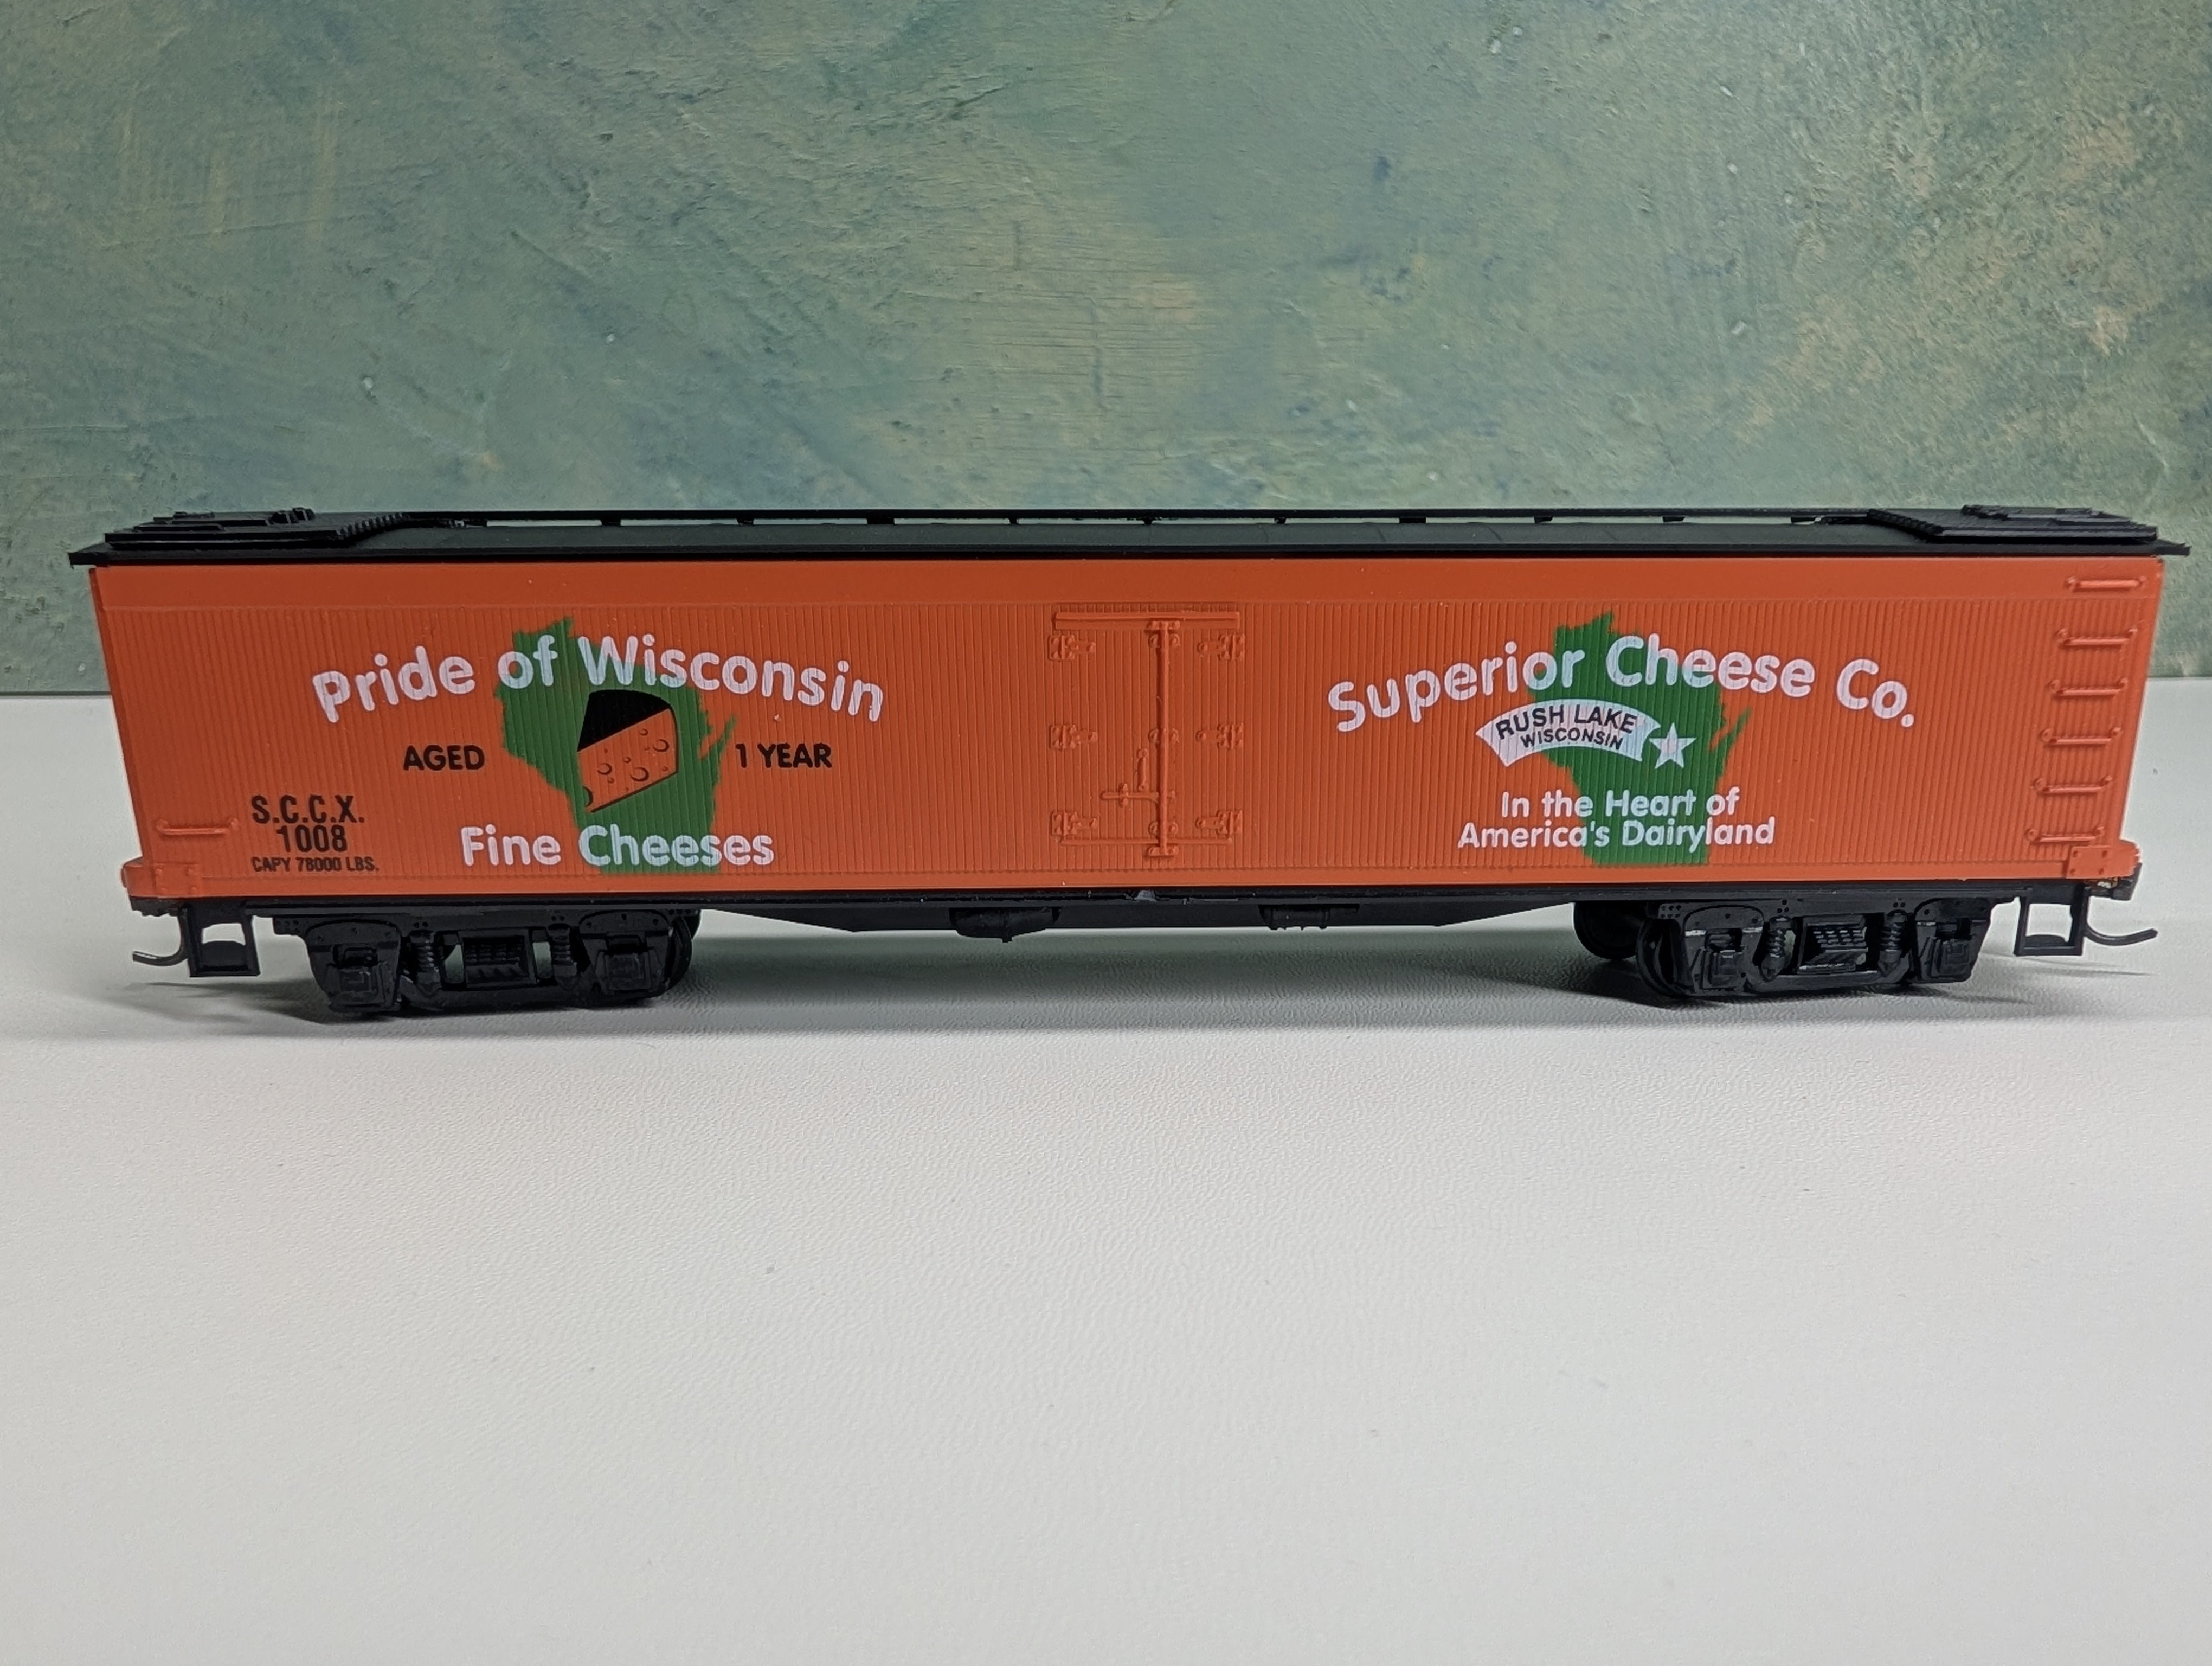 Pride of Wisconsin
AGED 1 YEAR
S.C.C.X.
1008
CAPY 78000 LBS.
Fine Cheeses
Superior Cheese Co.
RUSH LAKE
WISCONSIN
In the Heart of
America's Dairyland